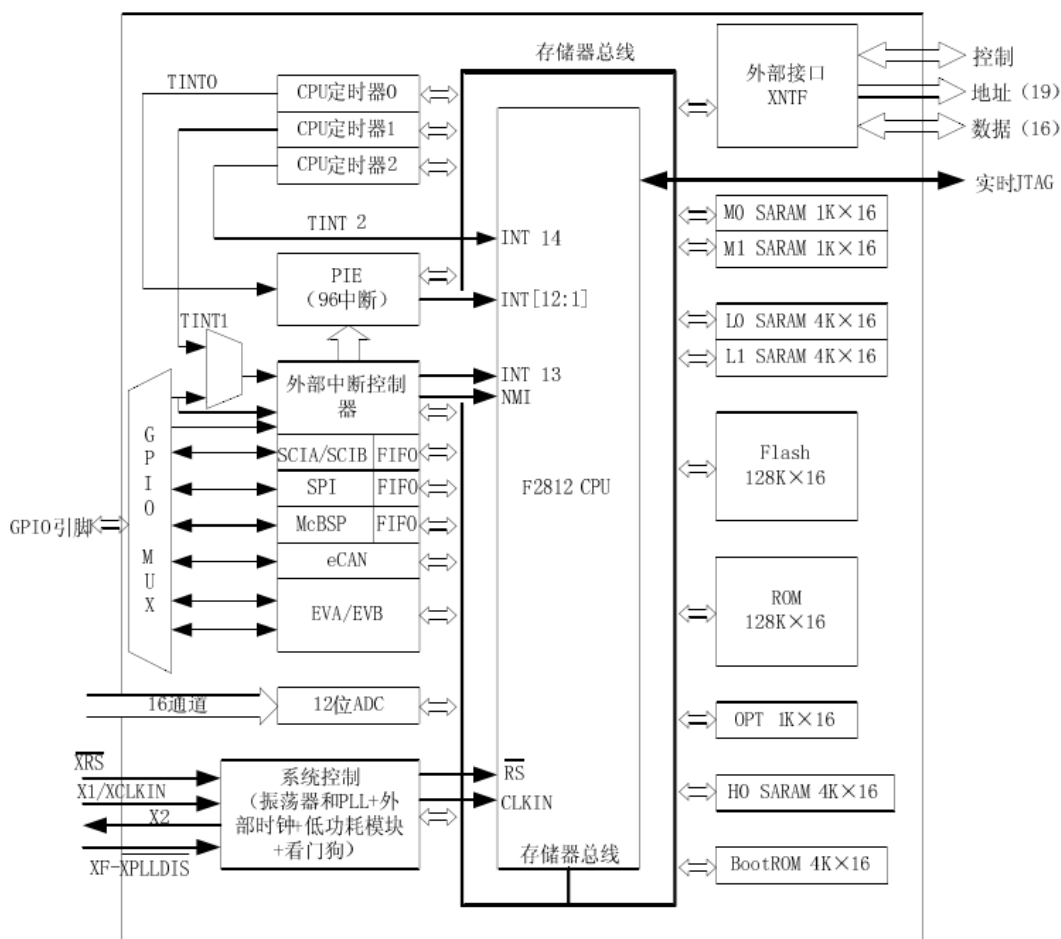 存储器总线
TINT0
CPU定时器0
CPU定时器1
CPU定时器2
TINT 2
INT 14
PIE
（96中断）
INT[12:1]
TINT1
外部中断控制
器
INT 13
NMI
GPIO MUX
GPIO引脚
SCIA/SCIB
FIFO
SPI
FIFO
McBSP
FIFO
eCAN
EVA/EVB
16通道
12位ADC
XRS
X1/XCLKIN
X2
XF-XPLLDIS
系统控制
（振荡器和PLL+外
部时钟+低功耗模块
+看门狗）
RS
CLKIN
F2812 CPU
存储器总线
外部接口
XNTF
控制
地址（19）
数据（16）
实时JTAG
M0 SARAM 1K×16
M1 SARAM 1K×16
L0 SARAM 4K×16
L1 SARAM 4K×16
Flash
128K×16
ROM
128K×16
OPT 1K×16
H0 SARAM 4K×16
BootROM 4K×16